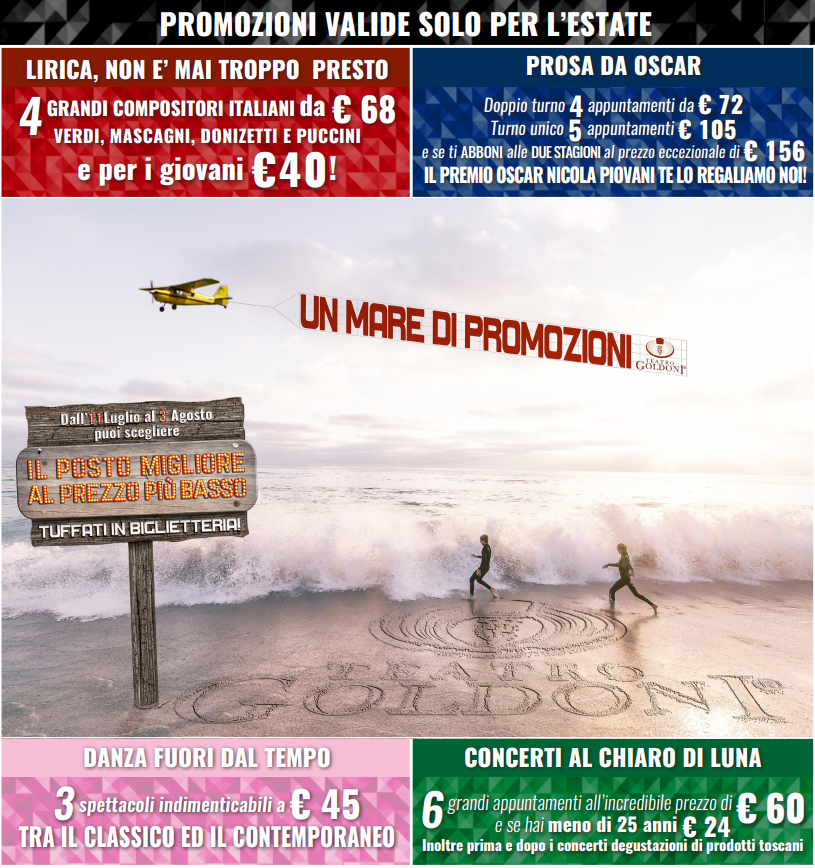 PROMOZIONI VALIDE SOLO PER L'ESTATE
LIRICA, NON E' MAI TROPPO PRESTO
4 GRANDI COMPOSITORI ITALIANI da € 68
VERDI, MASCAGNI, DONIZETTI E PUCCINI
e per i giovani €40!
PROSA DA OSCAR
Doppio turno 4 appuntamenti da € 72
Turno unico 5 appuntamenti € 105
e se ti ABBONI alle DUE STAGIONI al prezzo eccezionale di € 156
IL PREMIO OSCAR NICOLA PIOVANI TE LO REGALIAMO NOI!
UN MARE DI PROMOZIONI
TEATRO
GOLDONI
Dall'11 Luglio al 3 Agosto
puoi scegliere
IL POSTO MIGLIORE
AL PREZZO PIÙ BASSO
TUFFATI IN BIGLIETTERIA!
TEATRO
GOLDONI
DANZA FUORI DAL TEMPO
3 spettacoli indimenticabili a € 45
TRA IL CLASSICO ED IL CONTEMPORANEO
CONCERTI AL CHIARO DI LUNA
6 grandi appuntamenti all'incredibile prezzo di € 60
e se hai meno di 25 anni € 24
Inoltre prima e dopo i concerti degustazioni di prodotti toscani